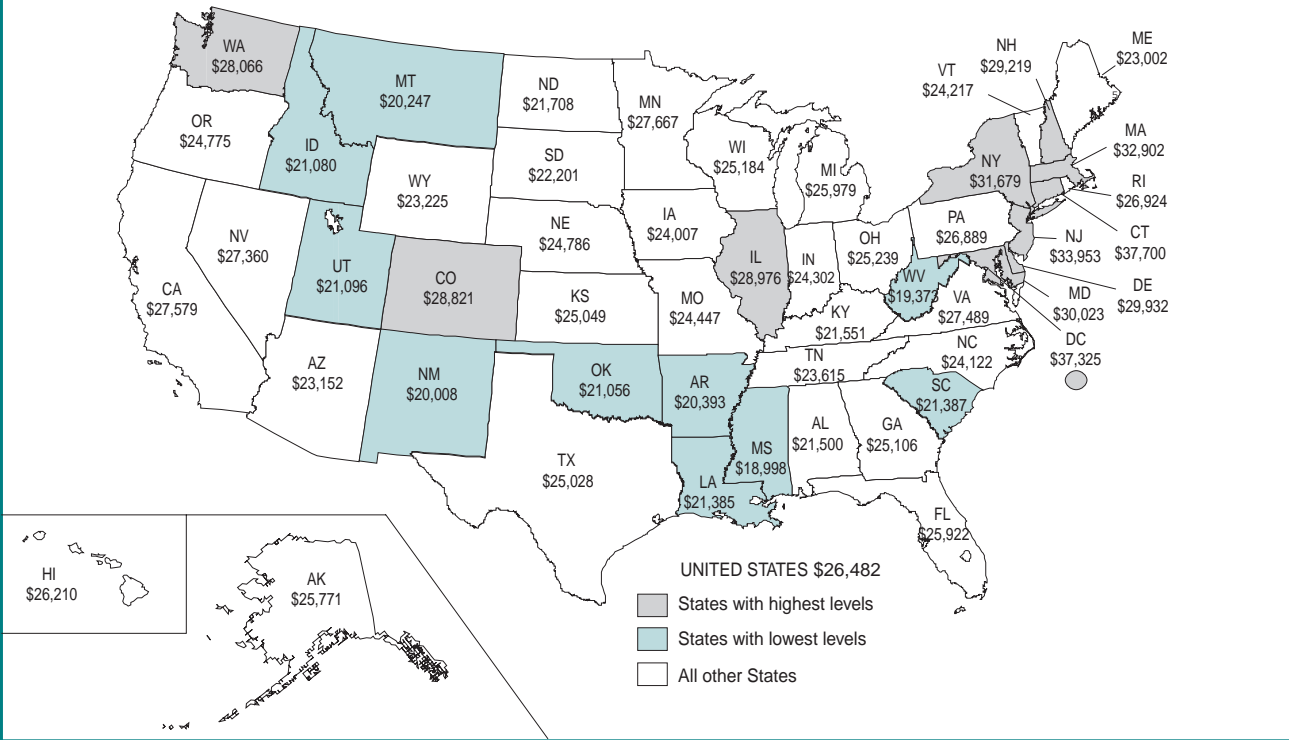 WA
$28,066
OR
$24,775
CA
$27,579
NV
$27,360
ID
$21,080
MT
$20,247
WY
$23,225
UT
$21,096
AZ
$23,152
CO
$28,821
NM
$20,008
ND
$21,708
SD
$22,201
NE
$24,786
KS
$25,049
OK
$21,056
TX
$25,028
MN
$27,667
IA
$24,007
MO
$24,447
AR
$20,393
LA
$21,385
WI
$25,184
IL
$28,976
MS
$18,998
MI
$25,979
IN
$24,302
OH
$25,239
KY
$21,551
TN
$23,615
AL
$21,500
GA
$25,106
FL
$25,922
SC
$21,387
NC
$24,122
VA
$27,489
WV
$19,373
PA
$26,889
NY
$31,679
VT
$24,217
NH
$29,219
ME
$23,002
5
MA
$32,902
RI
$26,924
CT
$37,700
NJ
$33,953
DE
$29,932
MD
$30,023
DC
$37,325
HI
$26,210
AK
$25,771
UNITED STATES $26,482
States with highest levels
States with lowest levels
All other States